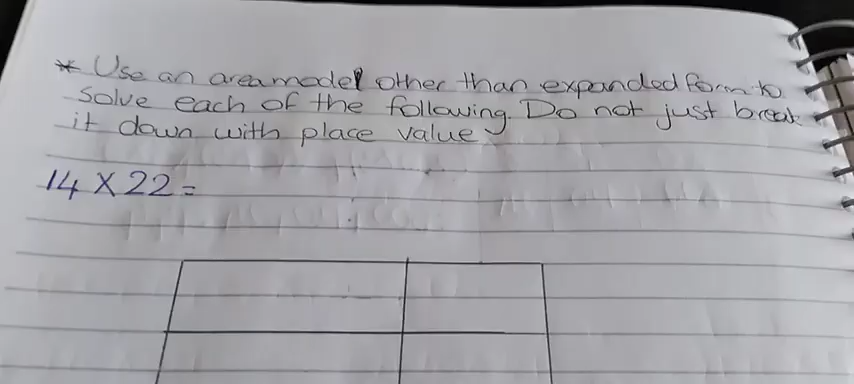 * Use an area model other than expanded form to
solve each of the following. Do not just break
it down with place value
14 X 22 =